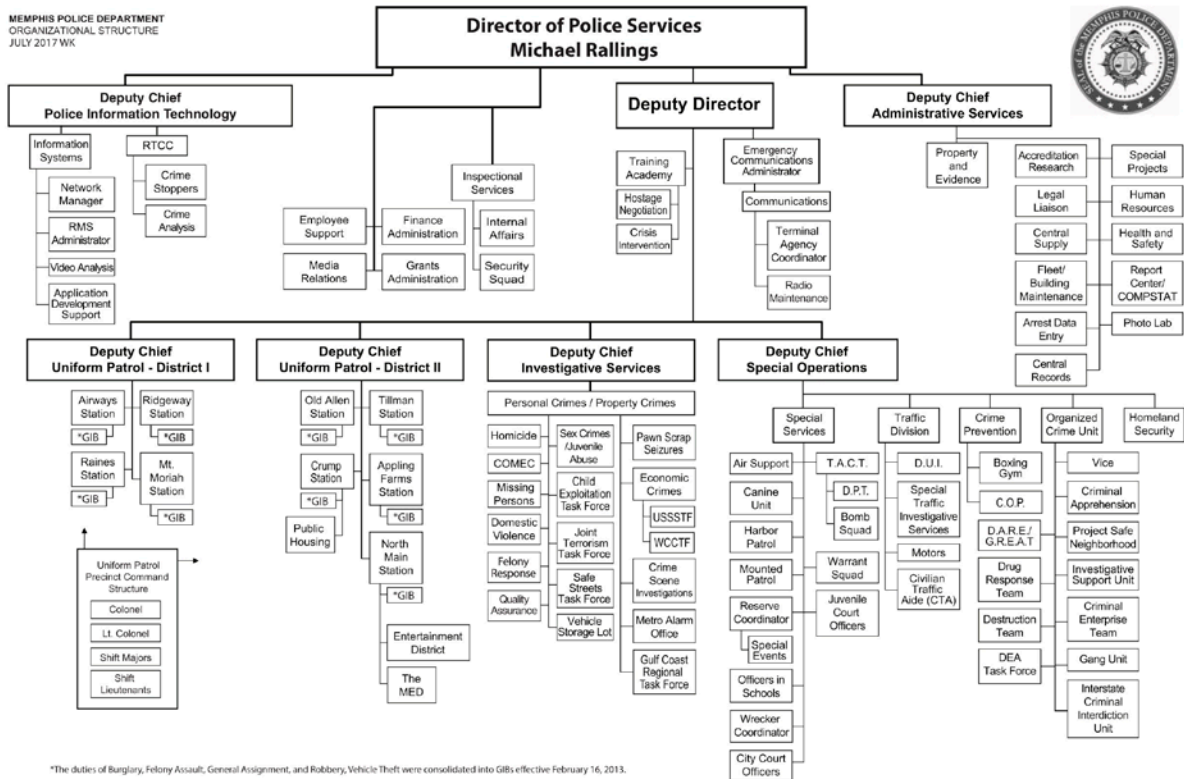 MEMPHIS POLICE DEPARTMENT
ORGANIZATIONAL STRUCTURE
JULY 2017 WK
Director of Police Services
Michael Rallings
SEAL of the MEMPHIS POLICE DEPARTMENT
Deputy Chief
Police Information Technology
Information
Systems
Network
Manager
RMS
Administrator
Video Analysis
Application
Development
Support
RTCC
Crime
Stoppers
Crime
Analysis
Employee
Support
Media
Relations
Finance
Administration
Grants
Administration
Inspectional
Services
Internal
Affairs
Security
Squad
Deputy Director
Training
Academy
Hostage
Negotiation
Crisis
Intervention
Emergency
Communications
Administrator
Communications
Terminal
Agency
Coordinator
Radio
Maintenance
Deputy Chief
Administrative Services
Property
and
Evidence
Accreditation
Research
Legal
Liaison
Central
Supply
Fleet/
Building
Maintenance
Arrest Data
Entry
Central
Records
Special
Projects
Human
Resources
Health and
Safety
Report
Center/
COMPSTAT
Photo Lab
Deputy Chief
Uniform Patrol - District I
Airways
Station
*GIB
Raines
Station
*GIB
Ridgeway
Station
*GIB
Mt.
Moriah
Station
*GIB
Uniform Patrol
Precinct Command
Structure
Colonel
Lt. Colonel
Shift Majors
Shift
Lieutenants
Deputy Chief
Uniform Patrol - District II
Old Allen
Station
*GIB
Crump
Station
*GIB
Public
Housing
Tillman
Station
*GIB
Appling
Farms
Station
*GIB
North
Main
Station
*GIB
Entertainment
District
The
MED
Deputy Chief
Investigative Services
Personal Crimes / Property Crimes
Homicide
COMEC
Missing
Persons
Domestic
Violence
Felony
Response
Quality
Assurance
Sex Crimes
/Juvenile
Abuse
Child
Exploitation
Task Force
Joint
Terrorism
Task Force
Safe
Streets
Task Force
Vehicle
Storage Lot
Pawn Scrap
Seizures
Economic
Crimes
USSSTF
WCCTF
Crime
Scene
Investigations
Metro Alarm
Office
Gulf Coast
Regional
Task Force
Deputy Chief
Special Operations
Special
Services
Air Support
Canine
Unit
Harbor
Patrol
Mounted
Patrol
Reserve
Coordinator
Special
Events
Officers in
Schools
Wrecker
Coordinator
City Court
Officers
T.A.C.T.
D.P.T.
Bomb
Squad
Warrant
Squad
Juvenile
Court
Officers
Traffic
Division
D.U.I.
Special
Traffic
Investigative
Services
Motors
Civilian
Traffic
Aide (CTA)
Crime
Prevention
Boxing
Gym
C.O.P.
D.A.R.E./
G.R.E.A.T
Drug
Response
Team
Destruction
Team
DEA
Task Force
Organized
Crime Unit
Vice
Criminal
Apprehension
Project Safe
Neighborhood
Investigative
Support Unit
Criminal
Enterprise
Team
Gang Unit
Interstate
Criminal
Interdiction
Unit
Homeland
Security
*The duties of Burglary, Felony Assault, General Assignment, and Robbery, Vehicle Theft were consolidated into GIBs effective February 16, 2013.